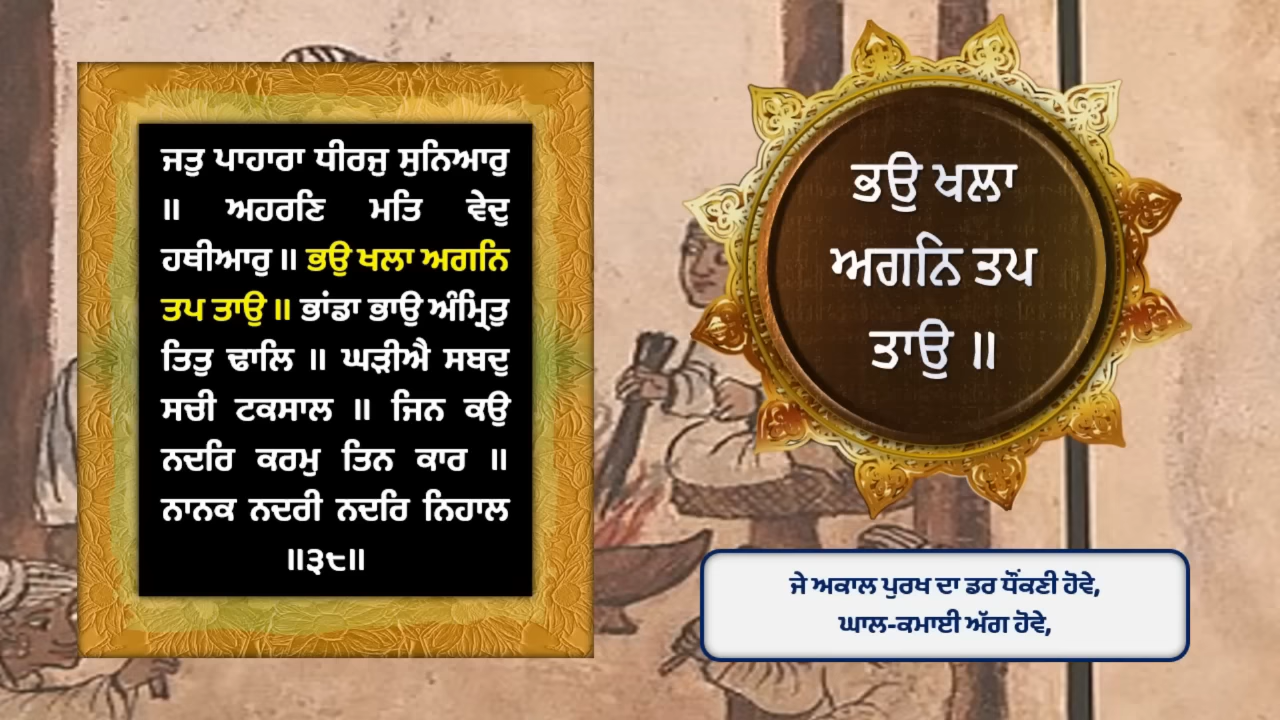 ਜਤੁ ਪਾਹਾਰਾ ਧੀਰਜੁ ਸੁਨਿਆਰੁ
॥ ਅਹਰਣਿ ਮਤਿ ਵੇਦੁ
ਹਥੀਆਰੁ ॥ ਭਉ ਖਲਾ ਅਗਨਿ
ਤਪ ਤਾਉ ॥ ਭਾਂਡਾ ਭਾਉ ਅੰਮ੍ਰਿਤੁ
ਤਿਤੁ ਢਾਲਿ ॥ ਘੜੀਐ ਸਬਦੁ
ਸਚੀ ਟਕਸਾਲ ॥ ਜਿਨ ਕਉ
ਨਦਰਿ ਕਰਮੁ ਤਿਨ ਕਾਰ ॥
ਨਾਨਕ ਨਦਰੀ ਨਦਰਿ ਨਿਹਾਲ
॥੩੮॥
ਭਉ ਖਲਾ
ਅਗਨਿ ਤਪ
ਤਾਉ ॥
ਜੇ ਅਕਾਲ ਪੁਰਖ ਦਾ ਡਰ ਧੌਂਕਣੀ ਹੋਵੇ,
ਘਾਲ-ਕਮਾਈ ਅੱਗ ਹੋਵੇ,